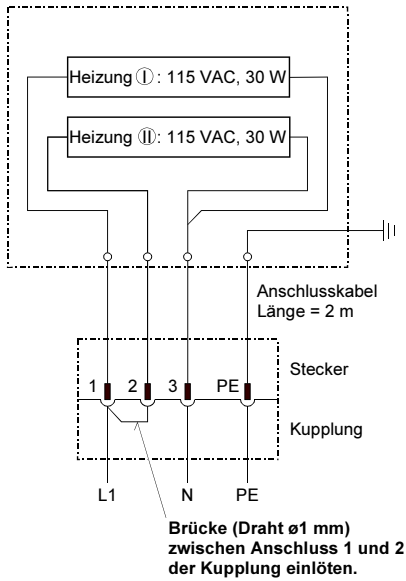 Heizung Ⓘ: 115 VAC, 30 W
Heizung Ⓘ|: 115 VAC, 30 W
Anschlusskabel
Länge = 2 m
Stecker
1 2 3 PE
Kupplung
L1 N PE
Brücke (Draht ø1 mm)
zwischen Anschluss 1 und 2
der Kupplung einlöten.